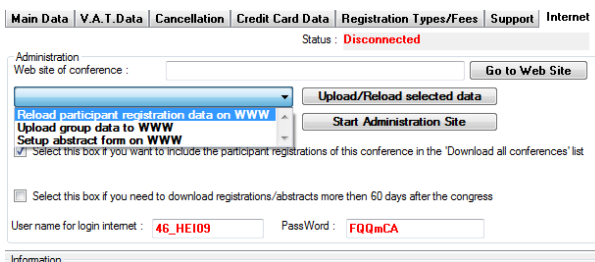 Main Data V.A.T.Data Cancellation Credit Card Data Registration Types/Fees Support Internet
Status : Disconnected
Administration
Web site of conference :
Go to Web Site
Upload/Reload selected data
Reload participant registration data on WWW
Upload group data to WWW
Setup abstract form on WWW
Start Administration Site
Select this box if you want to include the participant registrations of this conference in the 'Download all conferences' list
Select this box if you need to download registrations/abstracts more then 60 days after the congress
User name for login internet : 46_HEI09 PassWord : FQQmCA
Information